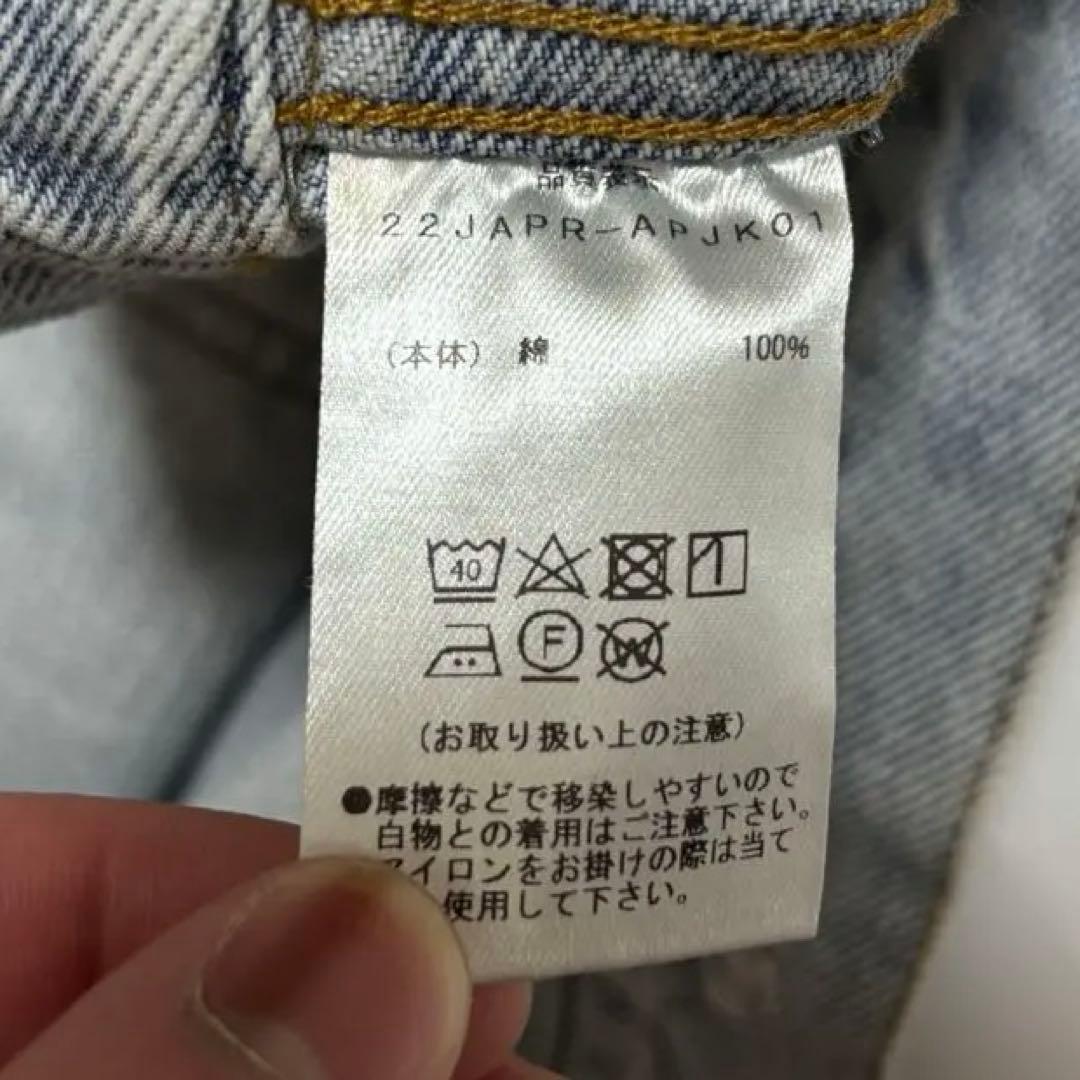 品質表示
22JAPR-APJK01
(本体) 綿 100%
40
F
W
(お取り扱い上の注意)
●摩擦などで移染しやすいので
白物との着用はご注意下さい。
アイロンをお掛けの際は当て
使用して下さい。